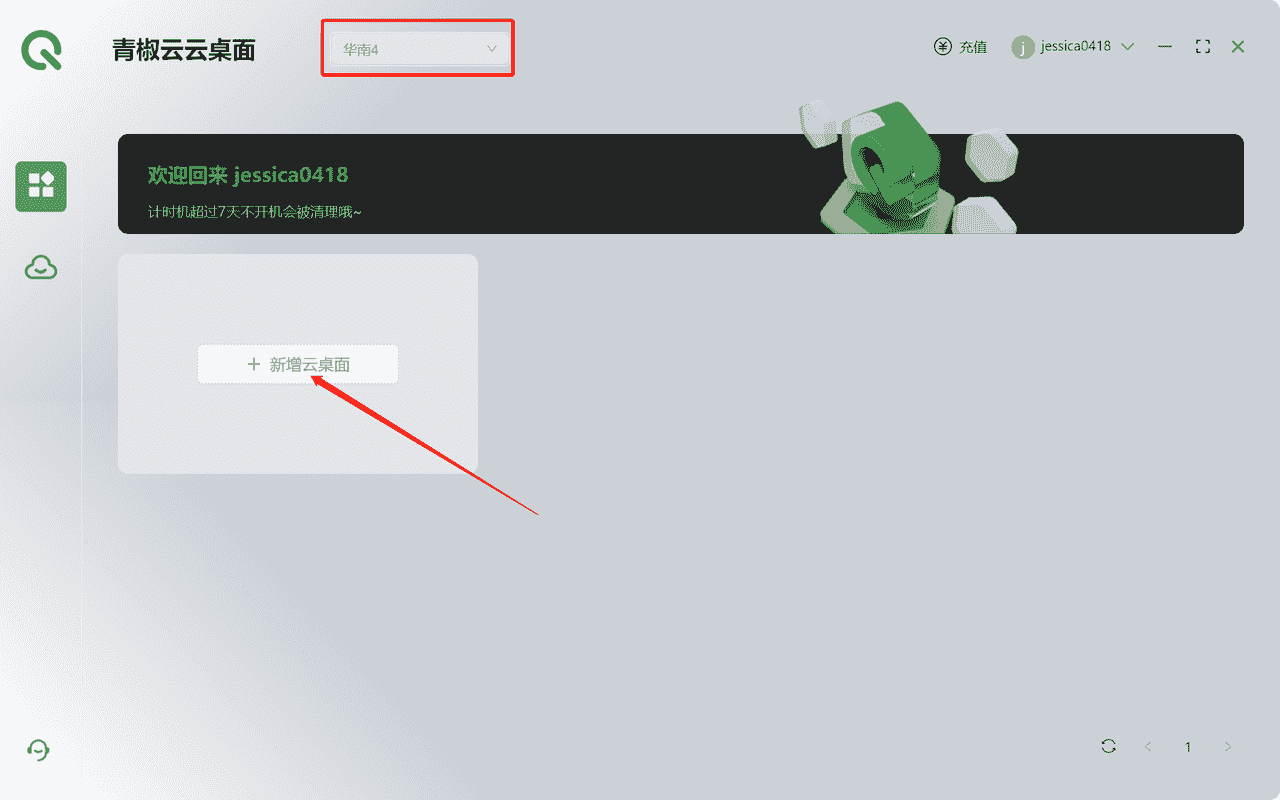 青椒云云桌面
华南4
充值
j
jessica0418
欢迎回来 jessica0418
计时机超过7天不开机会被清理哦~
+ 新增云桌面
1